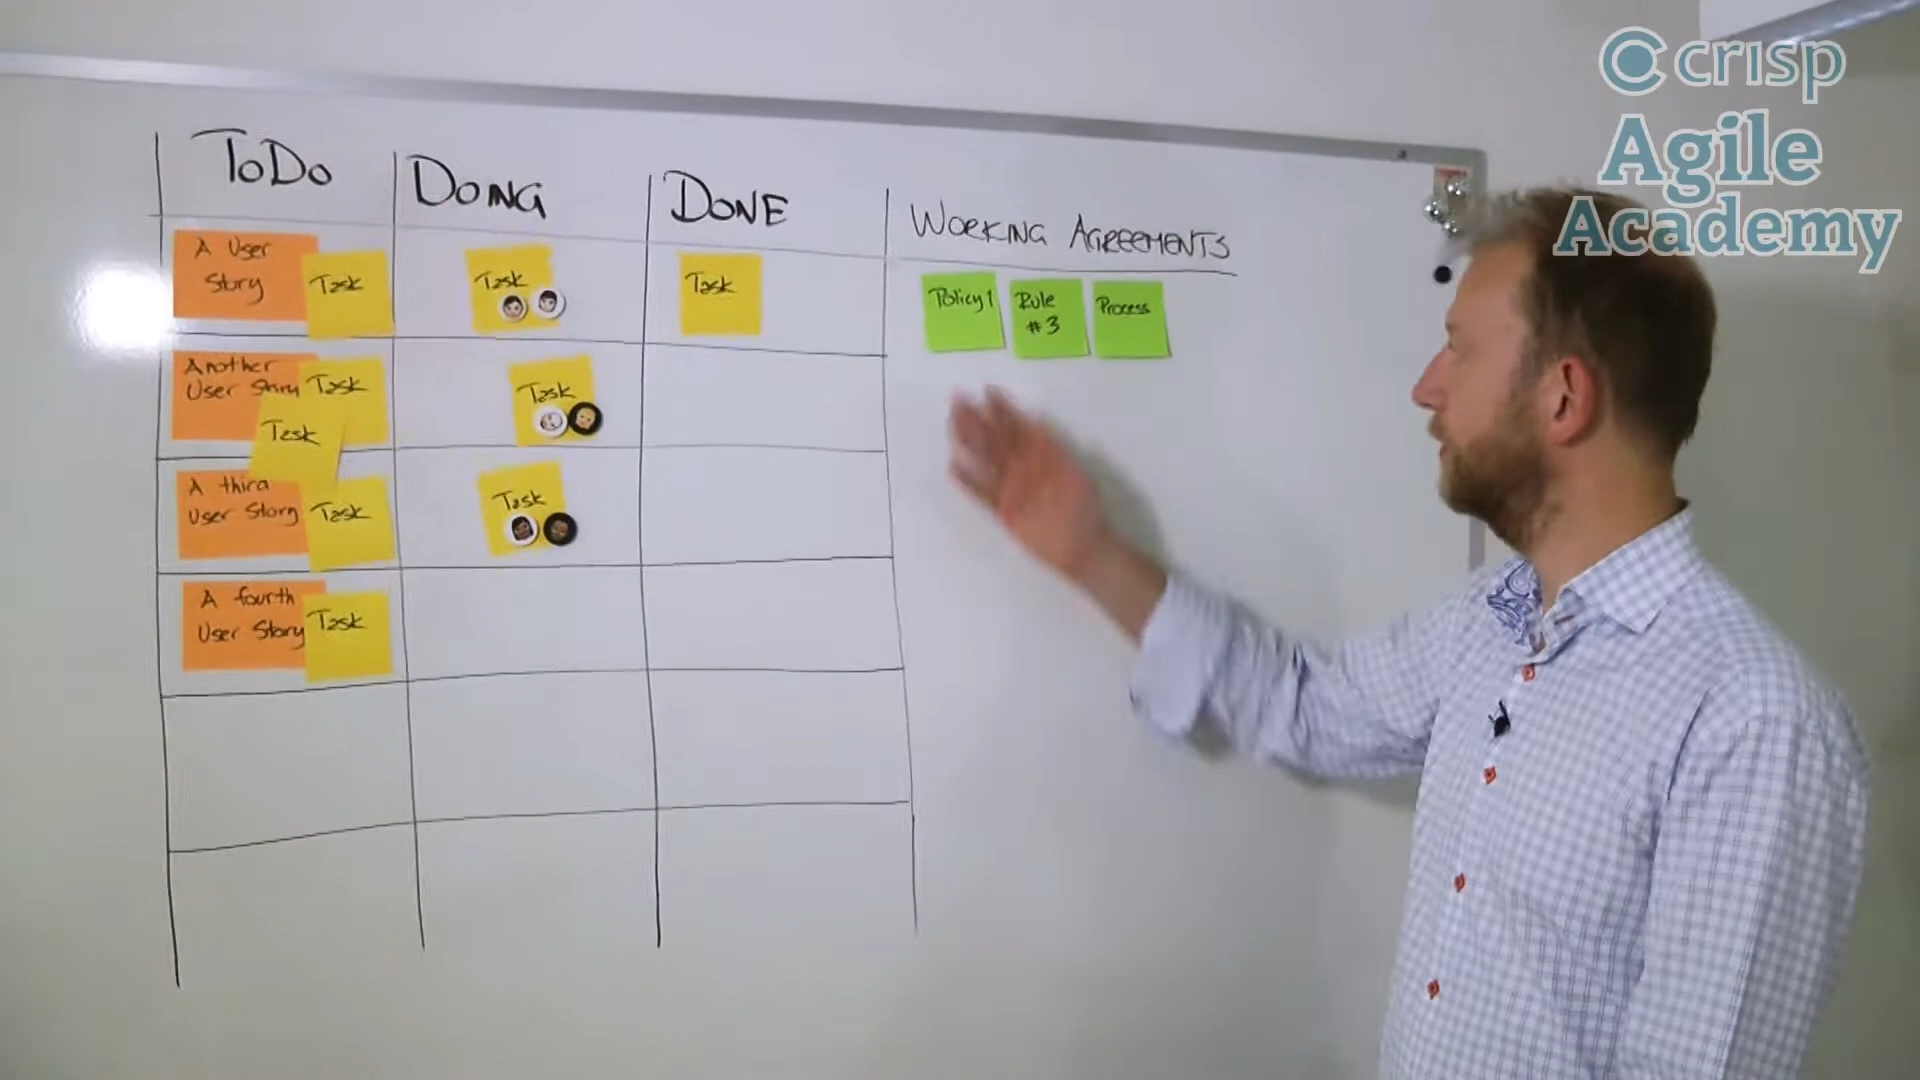 crisp
Agile
Academy
ToDo
DOING
DONE
WORKING AGREEMENTS
A User
Story
Task
Task
Task
Policy 1
Rule
#3
Process
Another
User Story
Task
Task
Task
A third
User Story
Task
Task
A fourth
User Story
Task